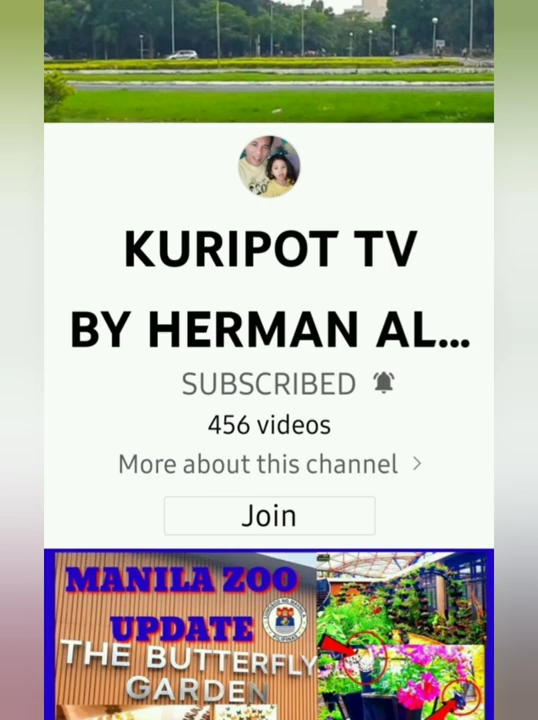 KURIPOT TV
BY HERMAN AL...
SUBSCRIBED
456 videos
More about this channel >
Join
MANILA ZOO
UPDATE
THE BUTTERFLY
GARDEN